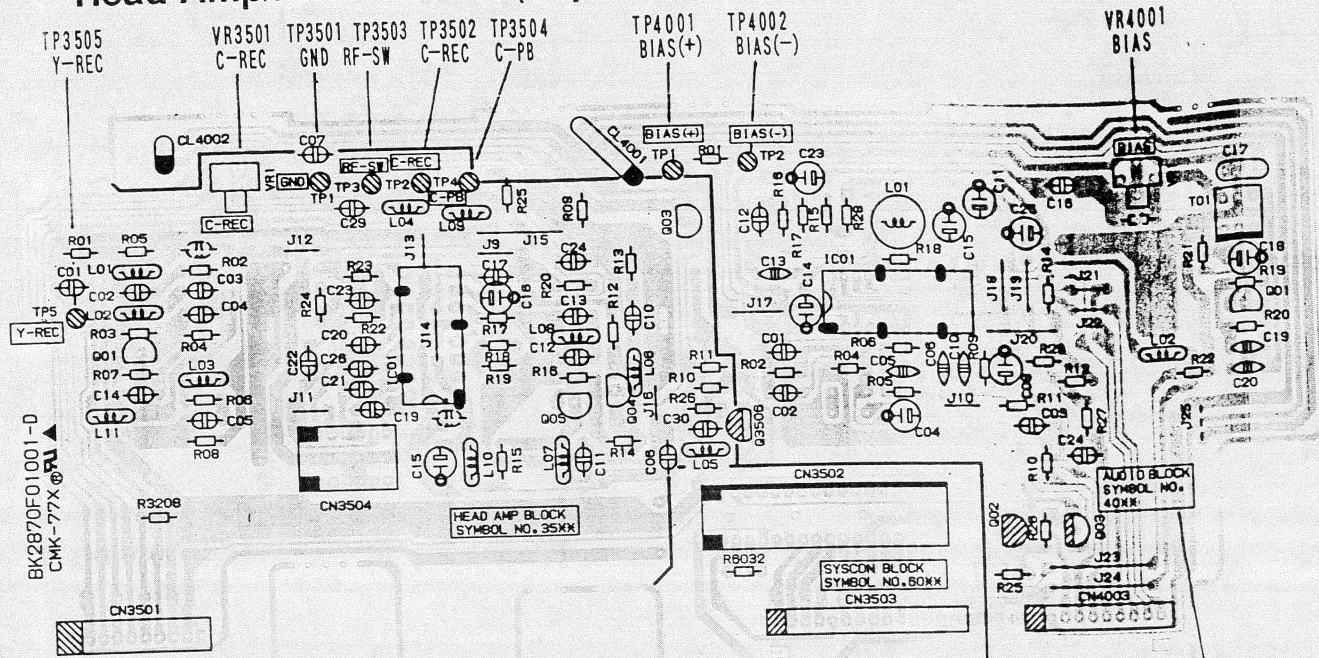 TP3505
Y-REC
VR3501
C-REC
TP3501
GND
TP3503
RF-SW
TP3502
C-REC
TP3504
C-PB
TP4001
BIAS(+)
TP4002
BIAS(-)
VR4001
BIAS
CL4002
C07
VR1
GND
TP1
RF-SW
TP3
C-REC
TP2
TP4
C-PB
C-REC
C29
L04
L09
R25
CL4001
BIAS(+)
TP1
R01
BIAS(-)
TP2
C23
BIAS
C17
T01
R09
Q03
C12
R16
R17
R15
R28
L01
C11
C15
C26
C16
R01
R05
R02
J12
J13
J9
J15
C24
R13
C13
C14
IC01
R18
J18
J19
R14
J21
J22
R21
C18
R19
C01
L01
C02
L02
C03
C04
TP5
Y-REC
R03
Q01
R04
R07
L03
C14
R06
C05
L11
R08
R24
R23
C23
R22
C20
C22
C26
C21
J11
C19
IC01
J14
C17
C16
R17
R18
R19
R20
C13
L08
C12
R16
Q05
R12
C10
L06
Q04
J16
J17
R11
R10
R26
C30
L05
Q3506
C01
R02
C02
R06
R04
C05
R05
C04
C06
R09
J10
J20
C08
R26
R12
R11
C09
R27
C24
R10
L02
R22
Q01
R20
C19
C20
J25
CN3504
C15
L10
R15
L07
C11
R14
C08
CN3502
AUDIO BLOCK
SYMBOL NO.
40XX
R3208
HEAD AMP BLOCK
SYMBOL NO. 35XX
R6032
SYSCON BLOCK
SYMBOL NO. 60XX
Q02
Q03
J23
J24
R25
BK2870F01001-D
CMK-77X
CN3501
CN3503
CN4003